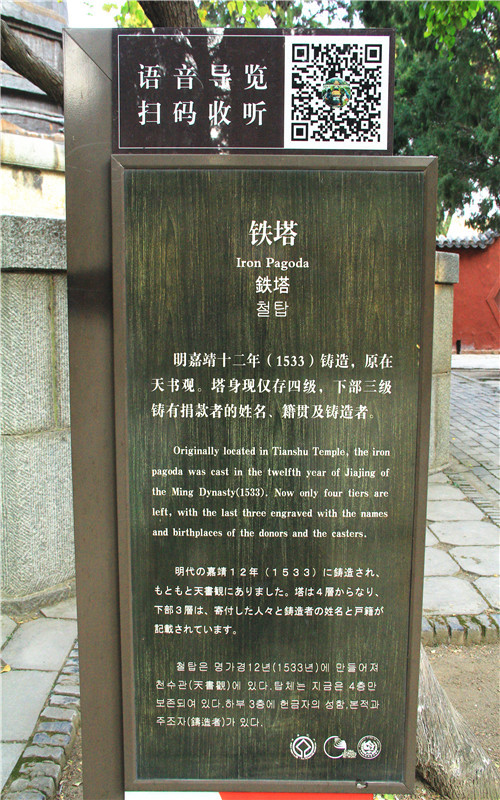 语音导览
扫码收听
铁塔
Iron Pagoda
鉄塔
철탑
明嘉靖十二年（1533）铸造，原在
天书观。塔身现仅存四级，下部三级
铸有捐款者的姓名、籍贯及铸造者。
Originally located in Tianshu Temple, the iron
pagoda was cast in the twelfth year of Jiajing of
the Ming Dynasty(1533). Now only four tiers are
left, with the last three engraved with the names
and birthplaces of the donors and the casters.
明代の嘉靖１２年（１５３３）に鋳造され、
もともと天書観にありました。塔は４層からなり、
下部３層は、寄付した人々と鋳造者の姓名と戸籍が
記載されています。
철탑은 명가경12년(1533년)에 만들어져
천수관(天書觀)에 있다.탑체는 지금은 4층만
보존되여 있다.하부 3층에 헌금자의 성함,본적과
주조자(鑄造者)가 있다.